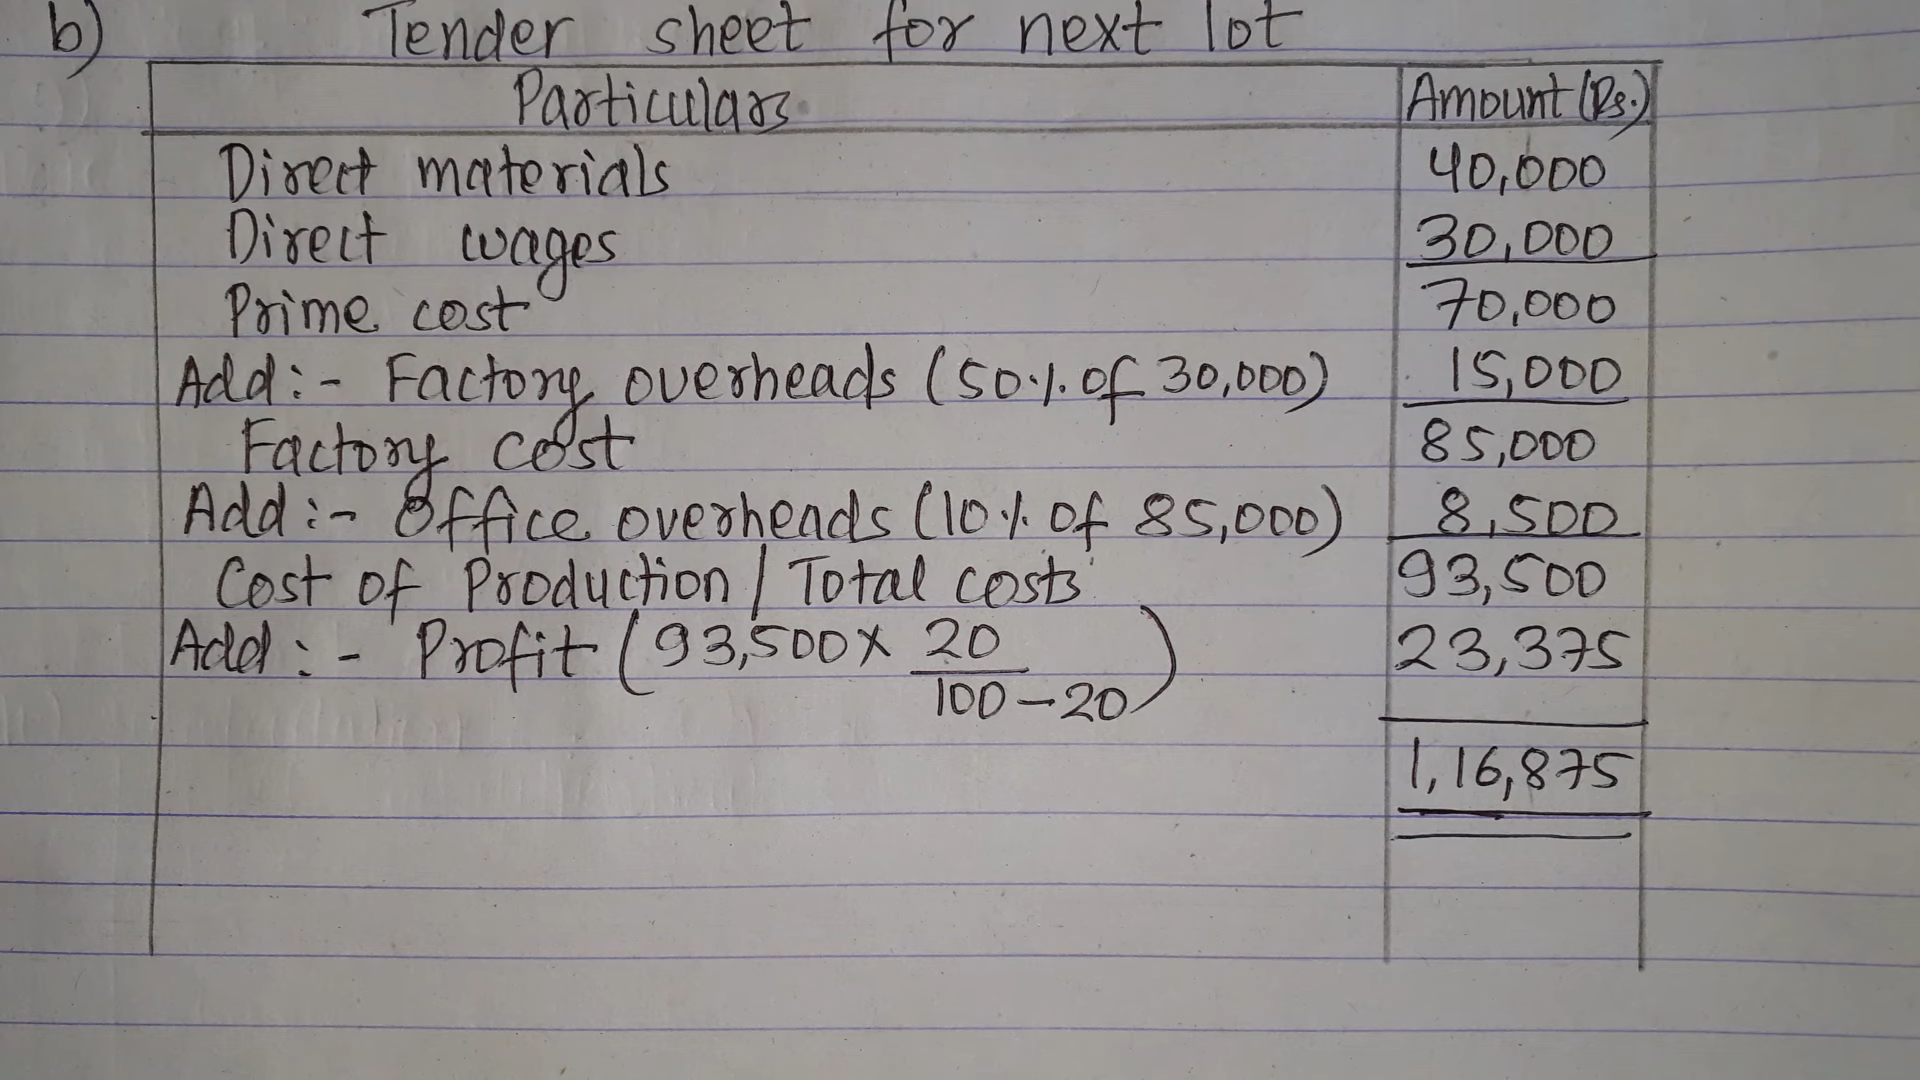 b) Tender sheet for next lot
Particulars Amount (Rs.)
Direct materials 40,000
Direct wages 30,000
Prime cost 70,000
Add:- Factory overheads (50% of 30,000) 15,000
Factory cost 85,000
Add:- Office overheads (10% of 85,000) 8,500
Cost of Production / Total costs 93,500
Add:- Profit (93,500 x 20 23,375
100-20)
1,16,875